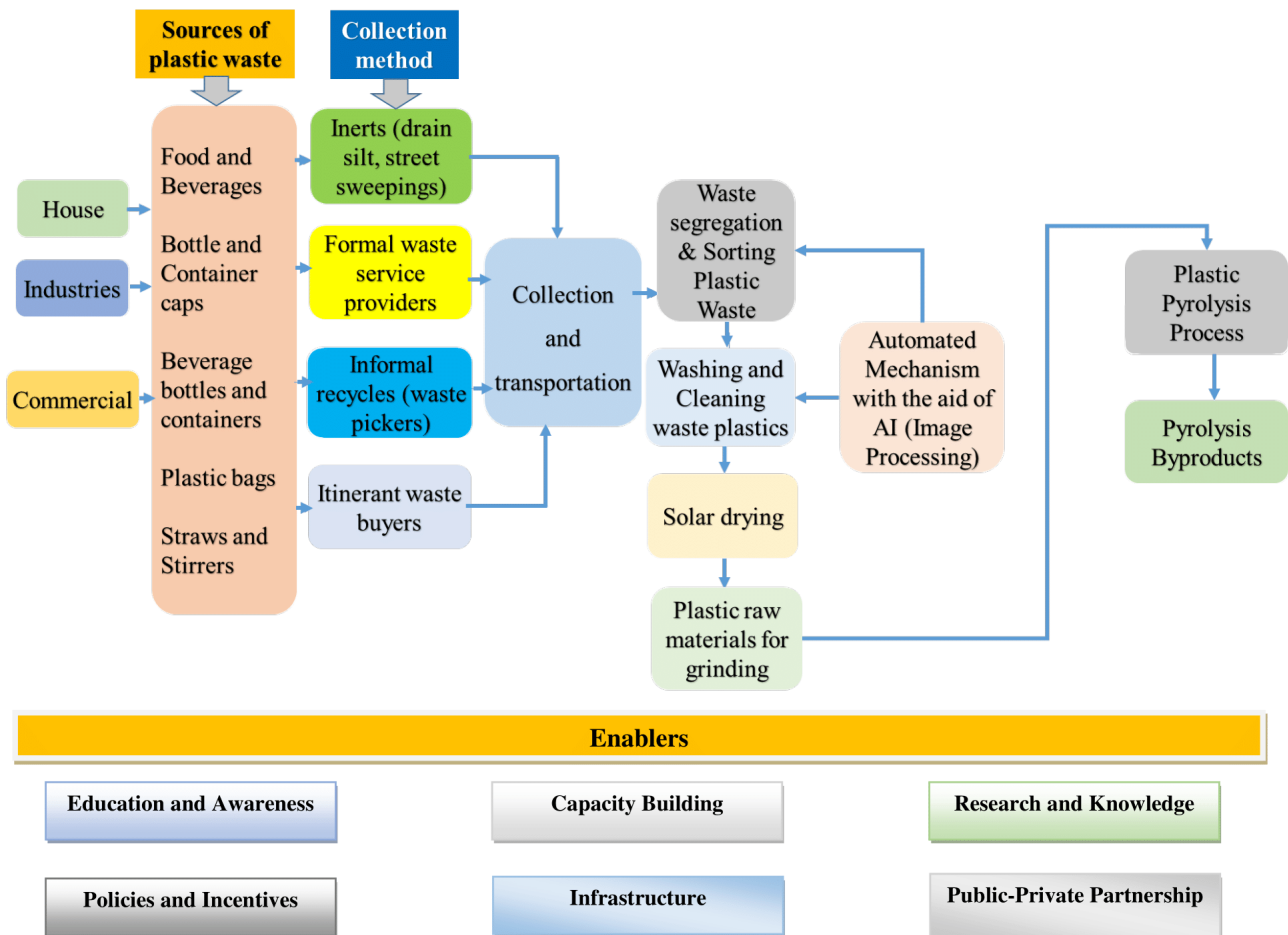 Sources of
plastic waste
Collection
method
House
Industries
Commercial
Food and
Beverages
Bottle and
Container
caps
Beverage
bottles and
containers
Plastic bags
Straws and
Stirrers
Inerts (drain
silt, street
sweepings)
Formal waste
service
providers
Informal
recycles (waste
pickers)
Itinerant waste
buyers
Collection
and
transportation
Waste
segregation
& Sorting
Plastic
Waste
Washing and
Cleaning
waste plastics
Solar drying
Plastic raw
materials for
grinding
Automated
Mechanism
with the aid of
AI (Image
Processing)
Plastic
Pyrolysis
Process
Pyrolysis
Byproducts
Enablers
Education and Awareness
Capacity Building
Research and Knowledge
Policies and Incentives
Infrastructure
Public-Private Partnership